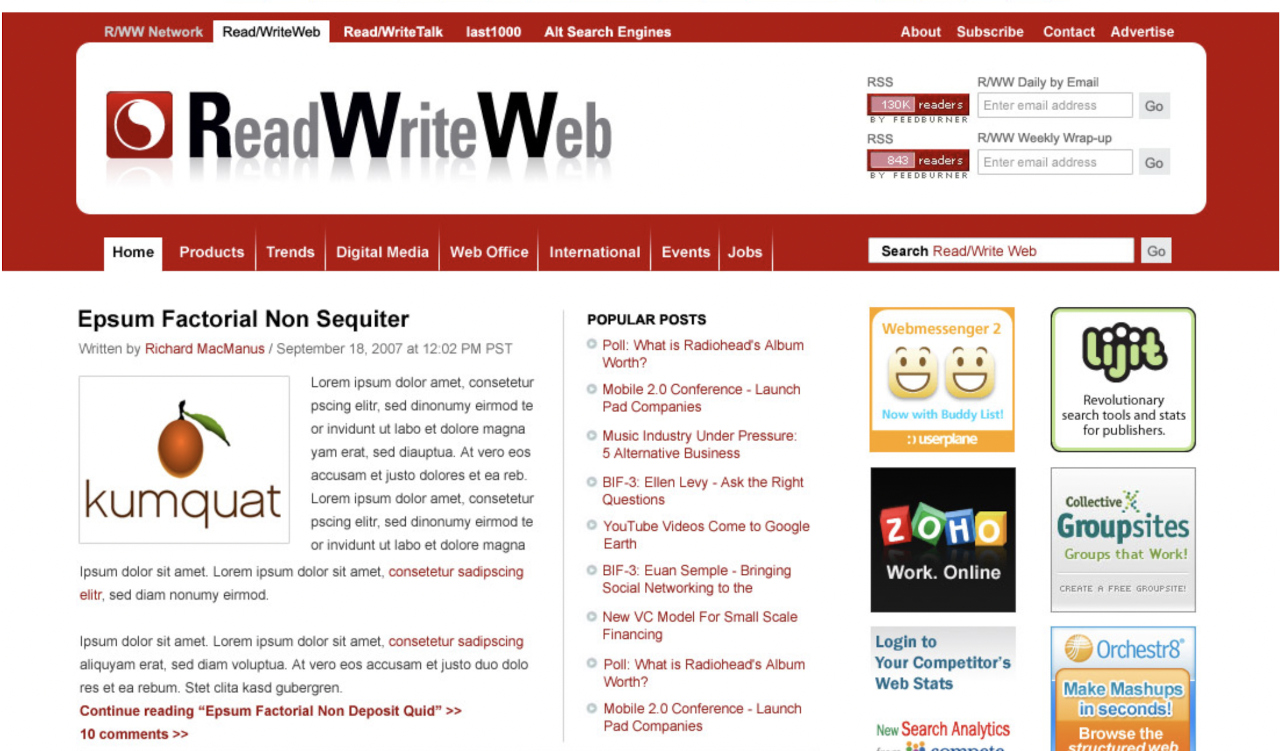 R/WW Network Read/WriteWeb Read/WriteTalk last1000 Alt Search Engines
About Subscribe Contact Advertise
ReadWriteWeb
RSS
130K readers
BY FEEDBURNER
R/WW Daily by Email
Enter email address Go
RSS
843 readers
BY FEEDBURNER
R/WW Weekly Wrap-up
Enter email address Go
Home Products Trends Digital Media Web Office International Events Jobs
Search Read/Write Web Go
Epsum Factorial Non Sequiter
Written by Richard MacManus / September 18, 2007 at 12:02 PM PST
kumquat
Lorem ipsum dolor amet, consetetur
pscing elitr, sed dinonumy eirmod te
or invidunt ut labo et dolore magna
yam erat, sed diauptua. At vero eos
accusam et justo dolores et ea reb.
Lorem ipsum dolor amet, consetetur
pscing elitr, sed dinonumy eirmod te
or invidunt ut labo et dolore magna
Ipsum dolor sit amet. Lorem ipsum dolor sit amet, consetetur sadipscing
elitr, sed diam nonumy eirmod.
Ipsum dolor sit amet. Lorem ipsum dolor sit amet, consetetur sadipscing
aliquyam erat, sed diam voluptua. At vero eos accusam et justo duo dolo
res et ea rebum. Stet clita kasd gubergren.
Continue reading “Epsum Factorial Non Deposit Quid” >>
10 comments >>
POPULAR POSTS
Poll: What is Radiohead's Album
Worth?
Mobile 2.0 Conference - Launch
Pad Companies
Music Industry Under Pressure:
5 Alternative Business
BIF-3: Ellen Levy - Ask the Right
Questions
YouTube Videos Come to Google
Earth
BIF-3: Euan Semple - Bringing
Social Networking to the
New VC Model For Small Scale
Financing
Poll: What is Radiohead's Album
Worth?
Mobile 2.0 Conference - Launch
Pad Companies
Webmessenger 2
Now with Buddy List!
:) userplane
lijit
Revolutionary
search tools and stats
for publishers.
ZOHO
Work. Online
Collective
Groupsites
Groups that Work!
CREATE A FREE GROUPSITE!
Login to
Your Competitor's
Web Stats
New Search Analytics
from compete
Orchestr8
Make Mashups
in seconds!
Browse the
structured web